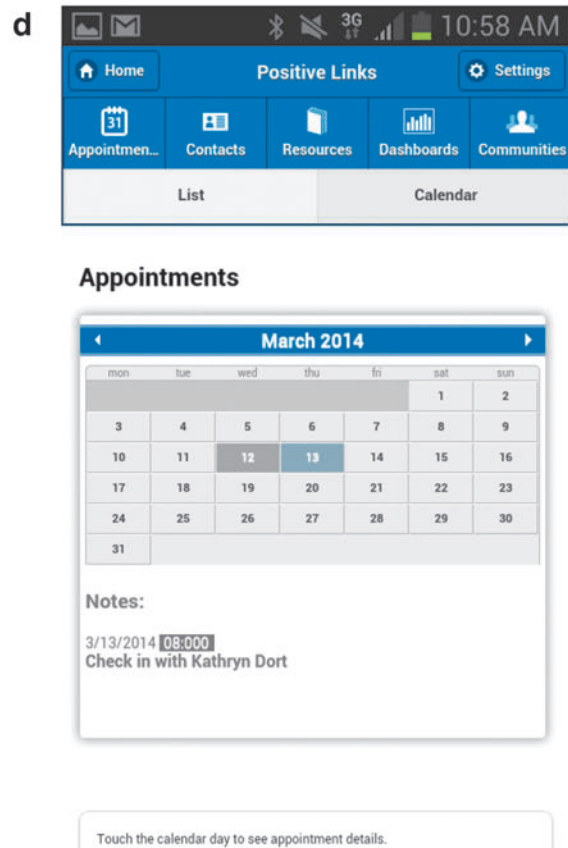 d
3G 10:58 AM
Home Positive Links Settings
31
Appointmen... Contacts Resources Dashboards Communities
List Calendar
Appointments
March 2014
mon tue wed thu fri sat sun
1 2
3 4 5 6 7 8 9
10 11 12 13 14 15 16
17 18 19 20 21 22 23
24 25 26 27 28 29 30
31
Notes:
3/13/2014 08:000
Check in with Kathryn Dort
Touch the calendar day to see appointment details.